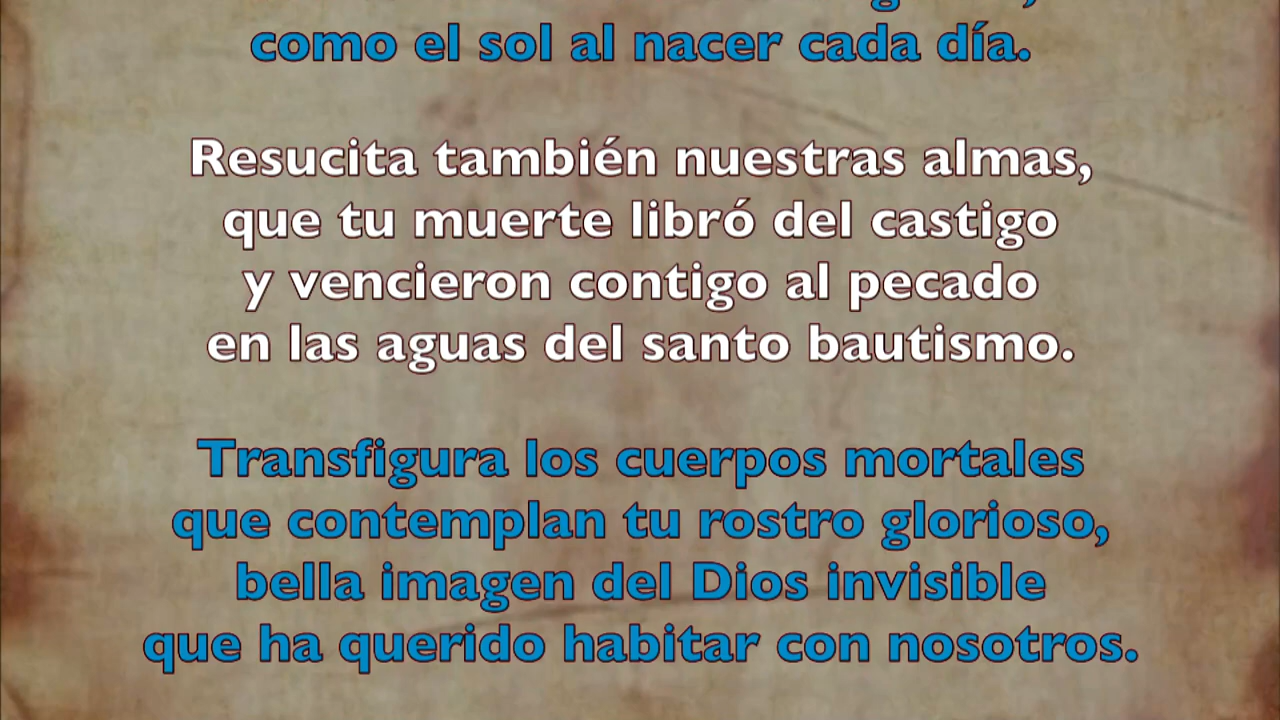 como el sol al nacer cada día.
Resucita también nuestras almas,
que tu muerte libró del castigo
y vencieron contigo al pecado
en las aguas del santo bautismo.
Transfigura los cuerpos mortales
que contemplan tu rostro glorioso,
bella imagen del Dios invisible
que ha querido habitar con nosotros.